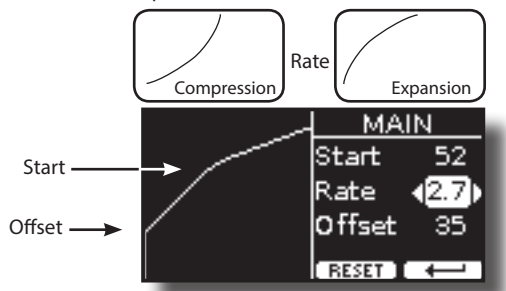 Compression
Rate
Expansion
MAIN
Start 52
Rate 2.7
Offset 35
RESET
Start
Offset